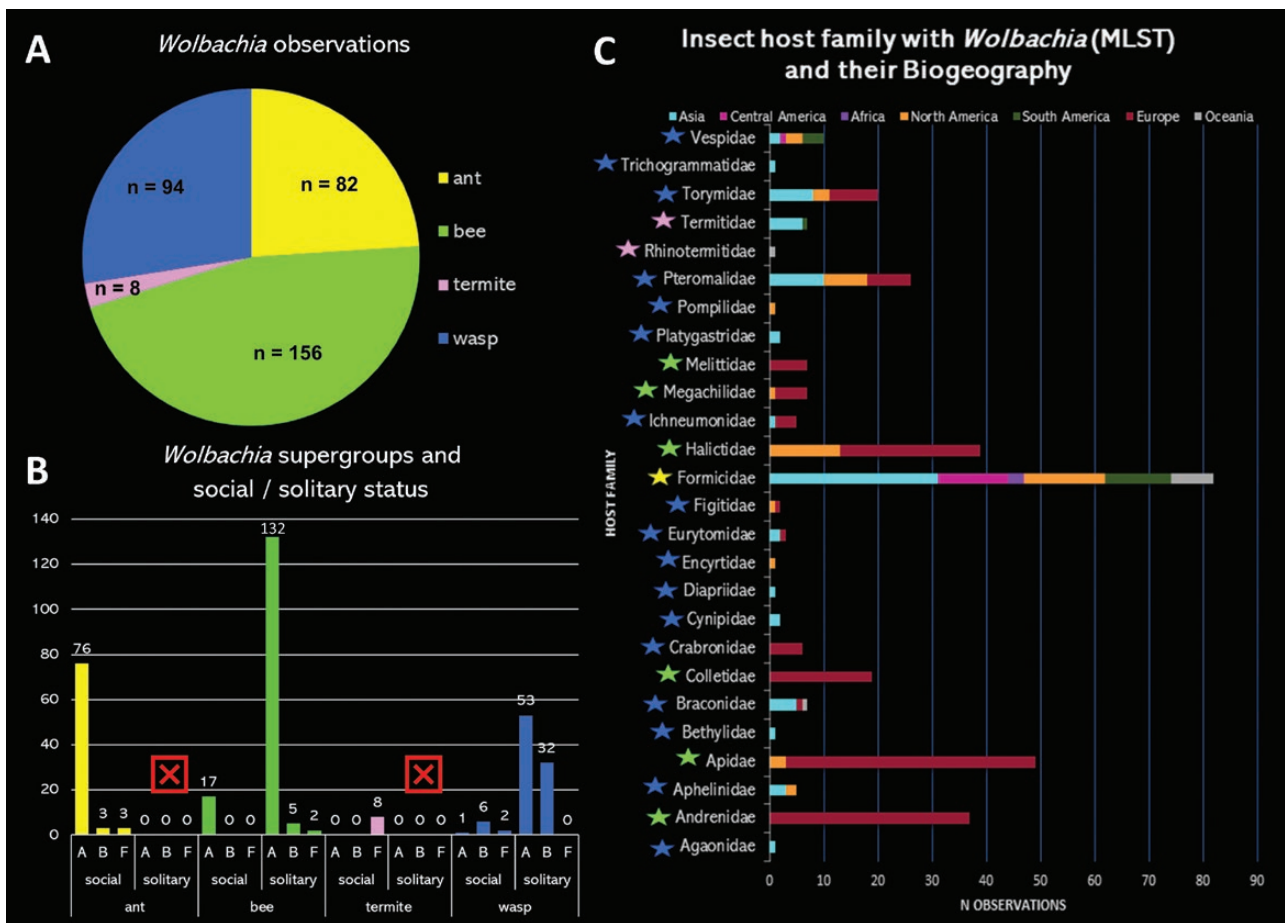 A
Wolbachia observations
n = 94
n = 82
n = 8
n = 156
ant
bee
termite
wasp
B
Wolbachia supergroups and
social / solitary status
140
120
100
80
60
40
20
0
76
3
3
0
0
0
17
0
0
132
5
2
0
0
8
0
0
0
1
6
2
53
32
0
A B F A B F A B F A B F A B F A B F A B F A B F
social solitary social solitary social solitary social solitary
ant bee termite wasp
C
Insect host family with Wolbachia (MLST)
and their Biogeography
Asia Central America Africa North America South America Europe Oceania
HOST FAMILY
Vespidae
Trichogrammatidae
Torymidae
Termitidae
Rhinotermitidae
Pteromalidae
Pompilidae
Platygastridae
Melittidae
Megachilidae
Ichneumonidae
Halictidae
Formicidae
Figitidae
Eurytomidae
Encyrtidae
Diapriidae
Cynipidae
Crabronidae
Colletidae
Braconidae
Bethylidae
Apidae
Aphelinidae
Andrenidae
Agaonidae
0 10 20 30 40 50 60 70 80 90
N OBSERVATIONS